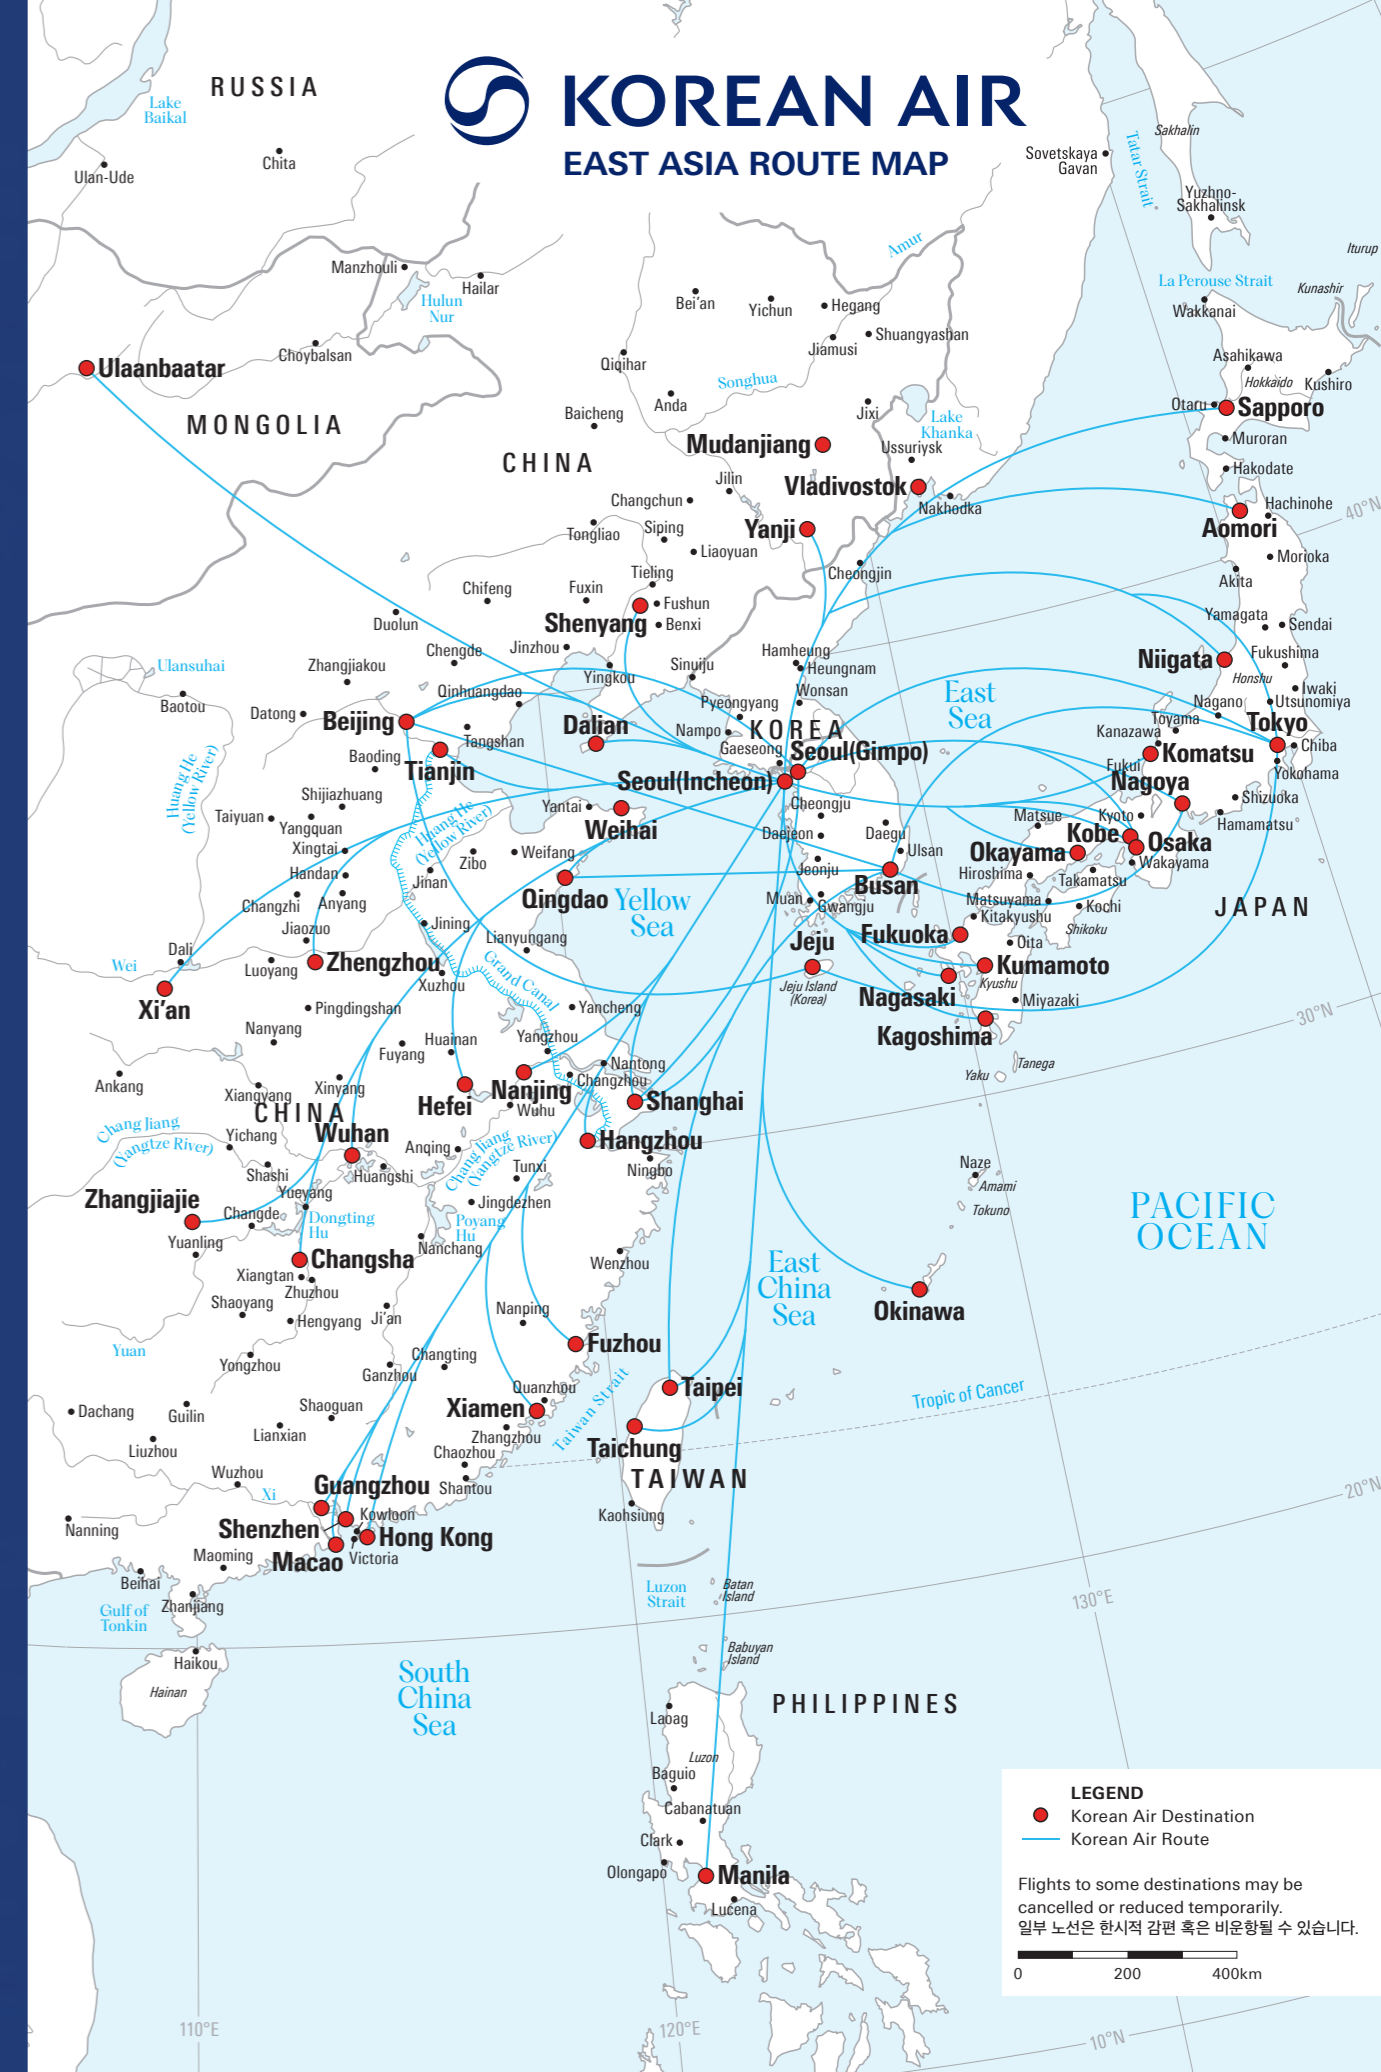 KOREAN AIR
EAST ASIA ROUTE MAP
RUSSIA
Lake
Baikal
Ulan-Ude
Chita
Sovetskaya
Gavan
Tatar Strait
Sakhalin
Yuzhno-
Sakhalinsk
Iturup
Kunashir
La Perouse Strait
Wakkanai
Amur
Manzhouli
Hailar
Hulun
Nur
Choybalsan
Ulaanbaatar
MONGOLIA
Bei'an
Yichun
Hegang
Shuangyashan
Jiamusi
Qiqihar
Songhua
Anda
Baicheng
Jixi
Lake
Khanka
Ussuriysk
CHINA
Mudanjiang
Vladivostok
Nakhodka
Jilin
Changchun
Siping
Tongliao
Liaoyuan
Yanji
Cheongjin
Asahikawa
Hokkaido
Kushiro
Otaru
Sapporo
Muroran
Hakodate
Hachinohe
Aomori
40°N
Morioka
Akita
Yamagata
Sendai
Niigata
Fukushima
Honshu
Iwaki
Nagano
Utsunomiya
Toyama
Tokyo
Kanazawa
Chiba
Komatsu
Fukui
Yokohama
Nagoya
Shizuoka
Hamamatsu
Matsue
Kyoto
Kobe
Osaka
Okayama
Wakayama
Hiroshima
Takamatsu
Matsuyama
Kochi
Kitakyushu
Shikoku
Fukuoka
Oita
Kumamoto
Kyushu
Nagasaki
Miyazaki
Kagoshima
JAPAN
30°N
Tanega
Yaku
Tieling
Chifeng
Fuxin
Fushun
Shenyang
Benxi
Duolun
Chengde
Jinzhou
Yingkou
Sinuiju
Hamheung
Heungnam
Wonsan
Pyeongyang
Nampo
KOREA
Gaeseong
Seoul(Gimpo)
Seoul(Incheon)
East
Sea
Cheongju
Daejeon
Daegu
Ulsan
Jeonju
Busan
Muan
Gwangju
Jeju
Jeju Island
(Korea)
Ulansuhai
Baotou
Zhangjiakou
Qinhuangdao
Datong
Beijing
Tangshan
Dalian
Baoding
Tianjin
Huang He
(Yellow River)
Shijiazhuang
Taiyuan
Yangquan
Xingtai
Huang He
(Yellow River)
Yantai
Weihai
Zibo
Weifang
Handan
Jinan
Changzhi
Anyang
Qingdao
Yellow
Sea
Jiaozuo
Jining
Lianyungang
Dali
Wei
Luoyang
Zhengzhou
Xuzhou
Grand Canal
Xi'an
Pingdingshan
Yancheng
Nanyang
Huainan
Yangzhou
Fuyang
Nantong
Ankang
Xiangyang
Xinyang
Changzhou
Nanjing
Hefei
Wuhu
Shanghai
CHINA
Chang Jiang
(Yangtze River)
Wuhan
Yichang
Anqing
Chang Jiang
(Yangtze River)
Hangzhou
Ningbo
Shashi
Huangshi
Tunxi
Yueyang
Jingdezhen
Zhangjiajie
Changde
Dongting
Hu
Poyang
Hu
Yuanling
Nanchang
Changsha
Wenzhou
Xiangtan
Zhuzhou
Shaoyang
Ji'an
Nanping
Hengyang
Fuzhou
Yuan
Yongzhou
Changting
Ganzhou
Quanzhou
Xiamen
Taiwan Strait
Dachang
Guilin
Shaoguan
Lianxian
Zhangzhou
Liuzhou
Chaozhou
Wuzhou
Guangzhou
Shantou
Xi
Kowloon
Nanning
Shenzhen
Hong Kong
Macao
Victoria
Maoming
Beihai
Zhanjiang
Gulf of
Tonkin
Haikou
Hainan
Naze
Amami
Tokuno
East
China
Sea
Okinawa
PACIFIC
OCEAN
Taipei
Taichung
TAIWAN
Kaohsiung
Tropic of Cancer
20°N
130°E
Luzon
Strait
Batan
Island
Babuyan
Island
South
China
Sea
PHILIPPINES
Laoag
Luzon
Baguio
Cabanatuan
Clark
Olongapo
Manila
Lucena
LEGEND
Korean Air Destination
Korean Air Route
Flights to some destinations may be
cancelled or reduced temporarily.
일부 노선은 한시적 감편 혹은 비운항될 수 있습니다.
0 200 400km
110°E
120°E
10°N